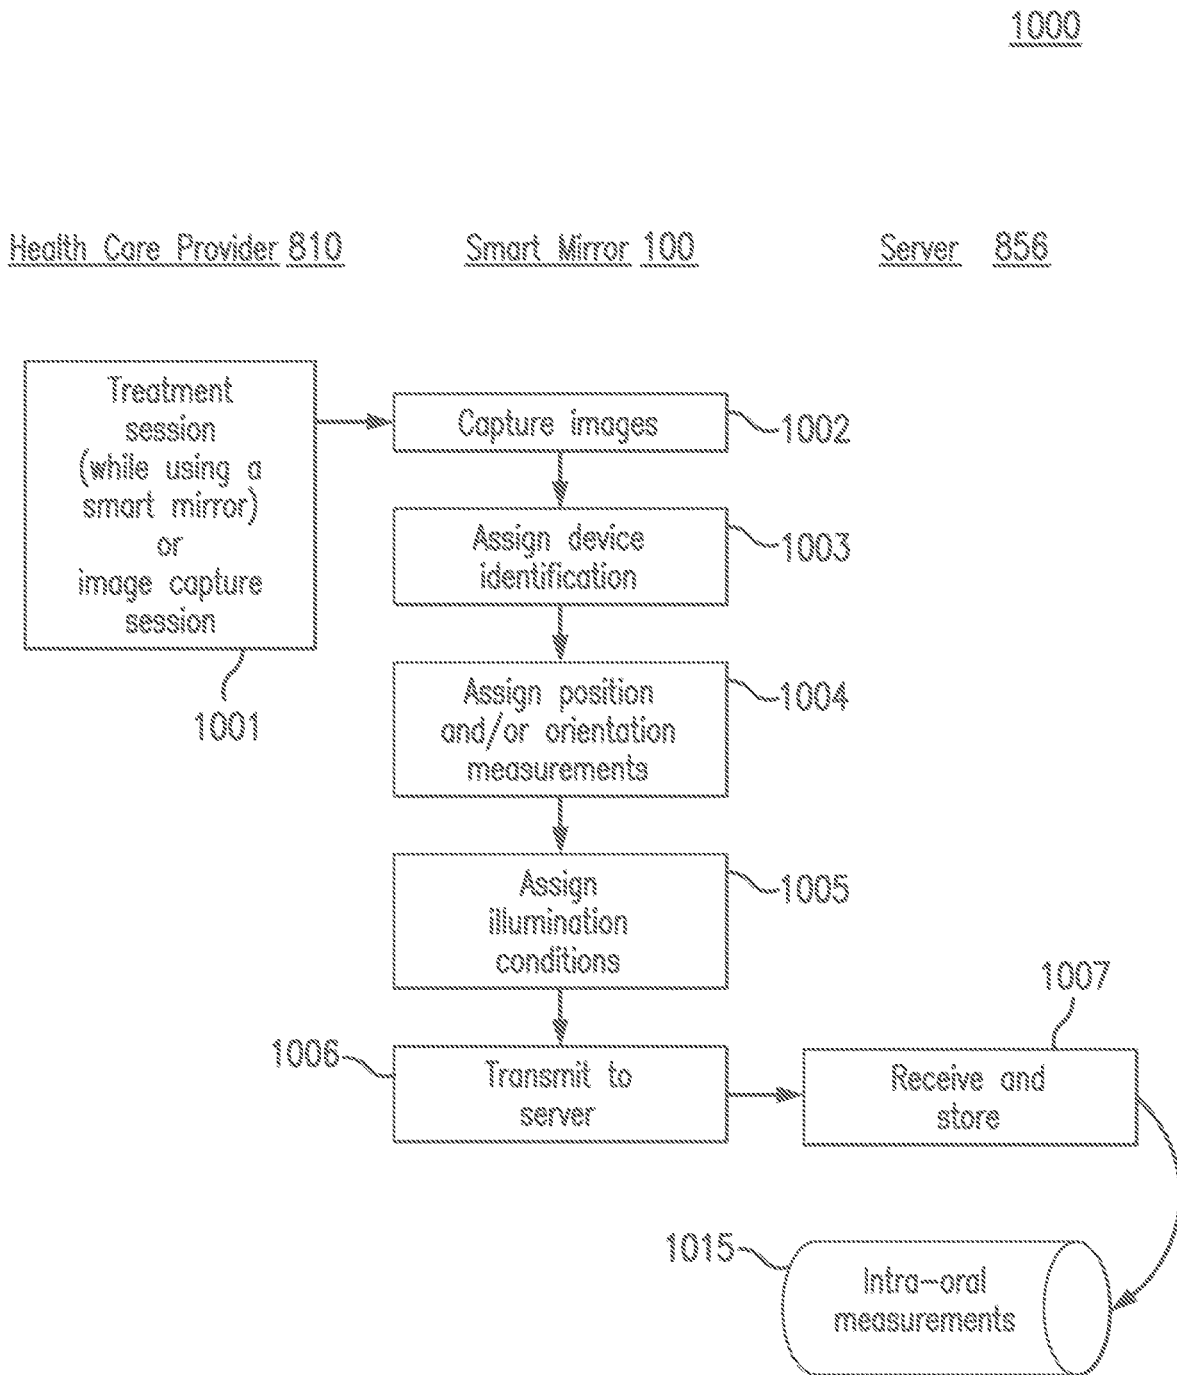 1000
Health Care Provider 810
Smart Mirror 100
Server 856
Treatment
session
(while using a
smart mirror)
or
image capture
session
1001
Capture images
1002
Assign device
identification
1003
Assign position
and/or orientation
measurements
1004
Assign
illumination
conditions
1005
1006
Transmit to
server
1007
Receive and
store
1015
Intra-oral
measurements